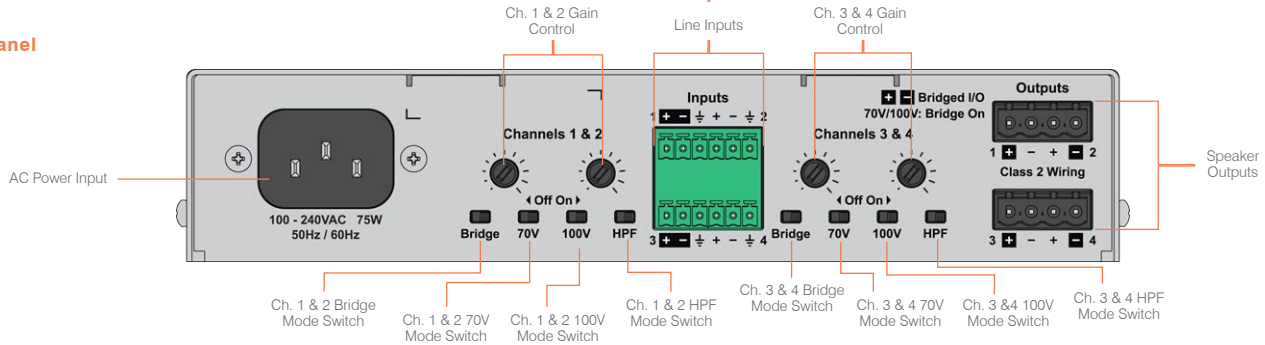 anel
Ch. 1 & 2 Gain
Control
Line Inputs
Ch. 3 & 4 Gain
Control
AC Power Input
100 - 240VAC 75W
50Hz / 60Hz
Channels 1 & 2
Off On
Bridge 70V 100V HPF
Inputs
1 + − + − 2
3 + − + − 4
Channels 3 & 4
Off On
Bridge 70V 100V HPF
+ − Bridged I/O
70V/100V: Bridge On
Outputs
1 + − + − 2
Class 2 Wiring
3 + − + − 4
Speaker
Outputs
Ch. 1 & 2 Bridge
Mode Switch
Ch. 1 & 2 70V
Mode Switch
Ch. 1 & 2 100V
Mode Switch
Ch. 1 & 2 HPF
Mode Switch
Ch. 3 & 4 Bridge
Mode Switch
Ch. 3 & 4 70V
Mode Switch
Ch. 3 &4 100V
Mode Switch
Ch. 3 & 4 HPF
Mode Switch